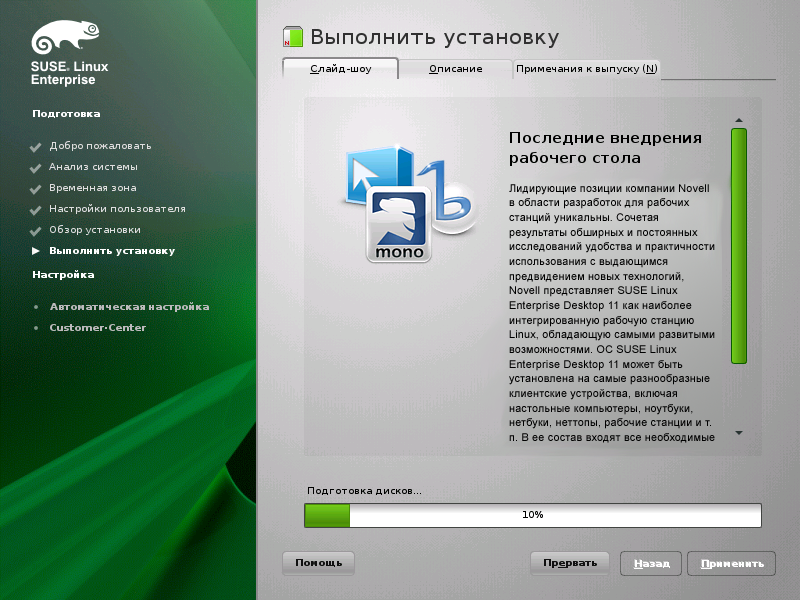 SUSE. Linux
Enterprise
Подготовка
Добро пожаловать
Анализ системы
Временная зона
Настройки пользователя
Обзор установки
Выполнить установку
Настройка
Автоматическая настройка
Customer-Center
Выполнить установку
Слайд-шоу
Описание
Примечания к выпуску (N)
mono
Последние внедрения
рабочего стола
Лидирующие позиции компании Novell
в области разработок для рабочих
станций уникальны. Сочетая
результаты обширных и постоянных
исследований удобства и практичности
использования с выдающимся
предвидением новых технологий,
Novell представляет SUSE Linux
Enterprise Desktop 11 как наиболее
интегрированную рабочую станцию
Linux, обладающую самыми развитыми
возможностями. ОС SUSE Linux
Enterprise Desktop 11 может быть
установлена на самые разнообразные
клиентские устройства, включая
настольные компьютеры, ноутбуки,
нетбуки, неттопы, рабочие станции и т.
п. В ее состав входят все необходимые
Подготовка дисков...
10%
Помощь
Прервать
Назад
Применить